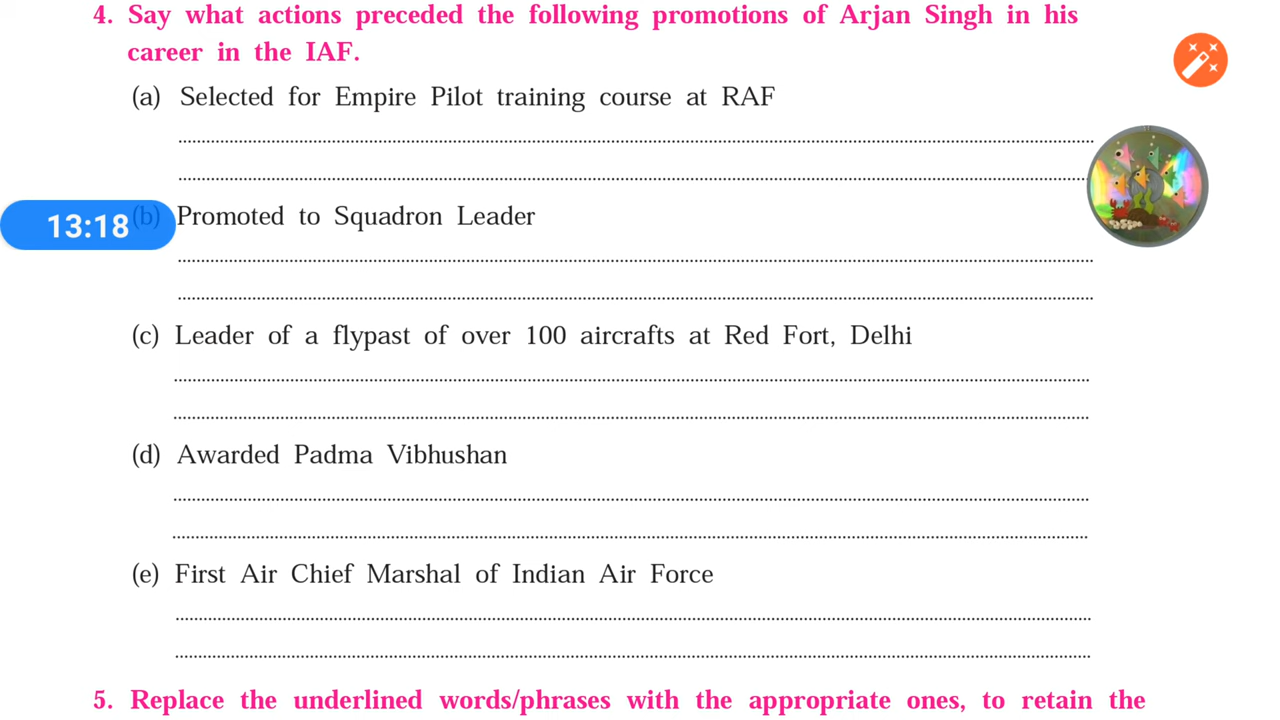 4. Say what actions preceded the following promotions of Arjan Singh in his
career in the IAF.
(a) Selected for Empire Pilot training course at RAF
13:18
(b) Promoted to Squadron Leader
(c) Leader of a flypast of over 100 aircrafts at Red Fort, Delhi
(d) Awarded Padma Vibhushan
(e) First Air Chief Marshal of Indian Air Force
5. Replace the underlined words/phrases with the appropriate ones, to retain the